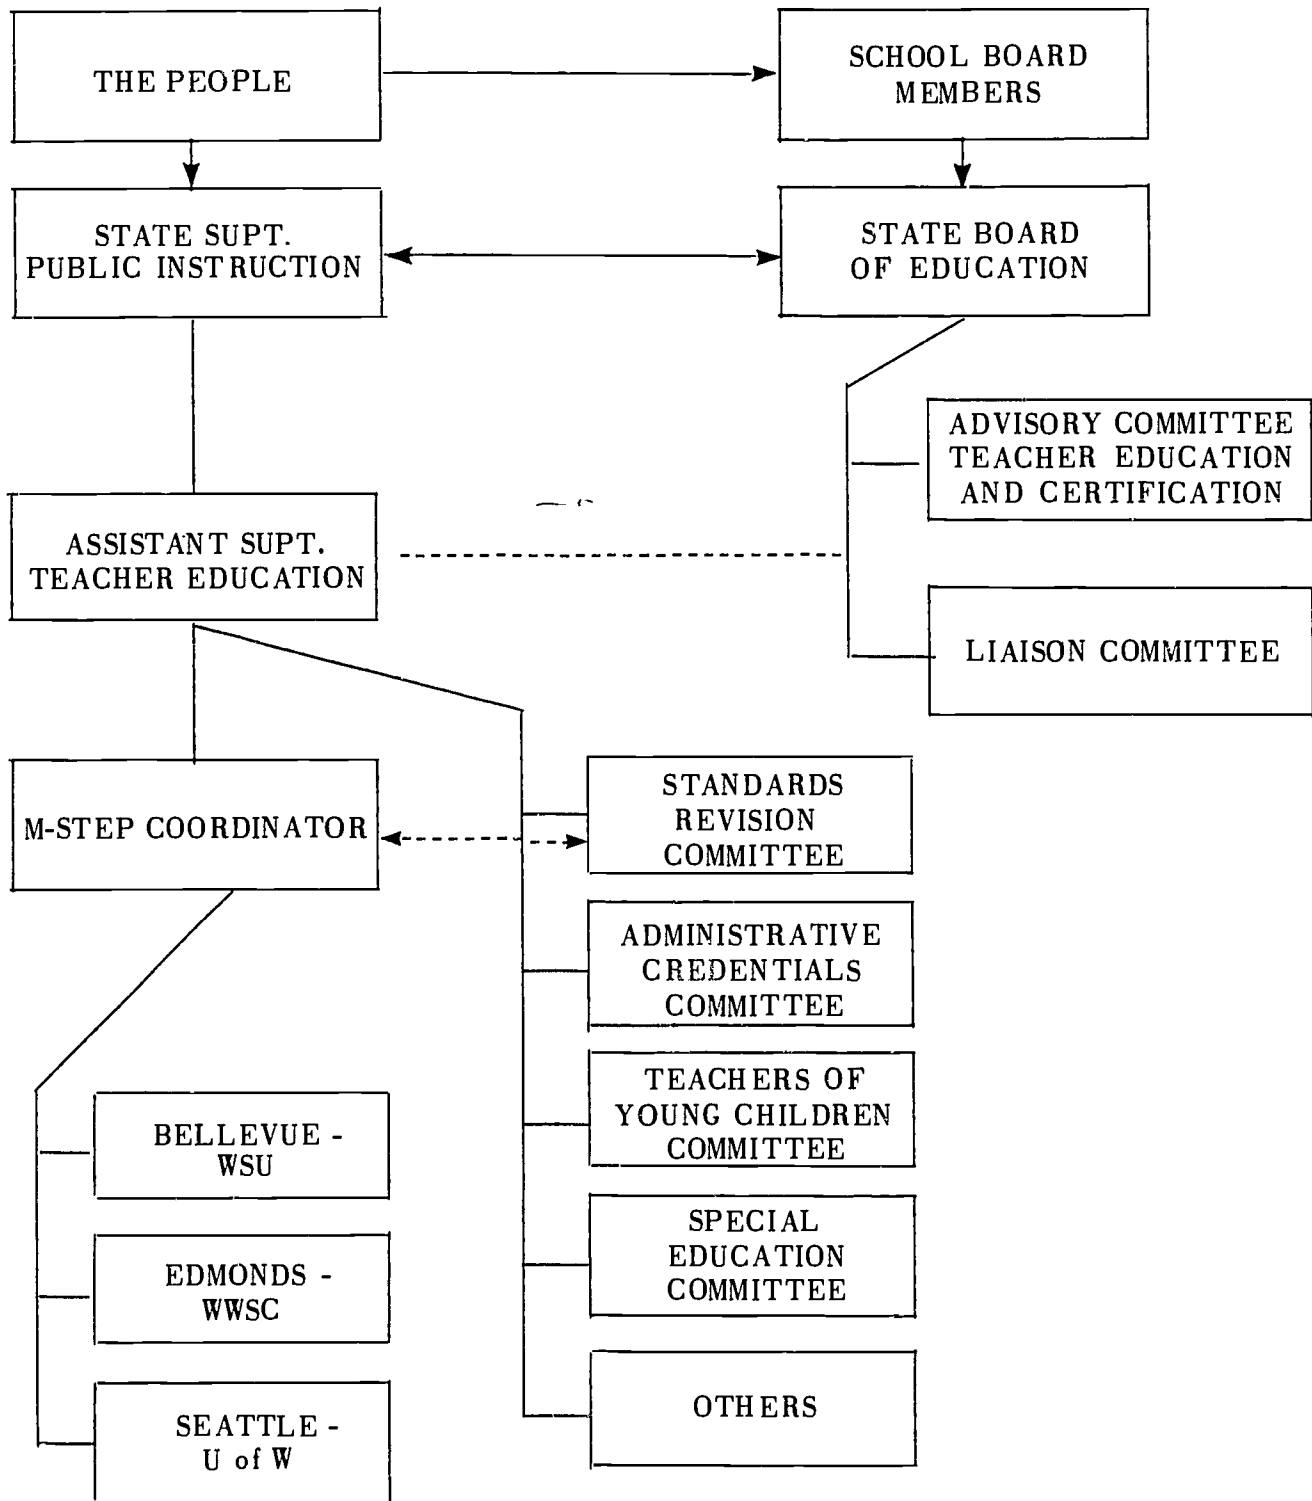 THE PEOPLE
SCHOOL BOARD
MEMBERS
STATE SUPT.
PUBLIC INSTRUCTION
STATE BOARD
OF EDUCATION
ADVISORY COMMITTEE
TEACHER EDUCATION
AND CERTIFICATION
ASSISTANT SUPT.
TEACHER EDUCATION
LIAISON COMMITTEE
M-STEP COORDINATOR
STANDARDS
REVISION
COMMITTEE
ADMINISTRATIVE
CREDENTIALS
COMMITTEE
TEACHERS OF
YOUNG CHILDREN
COMMITTEE
SPECIAL
EDUCATION
COMMITTEE
OTHERS
BELLEVUE -
WSU
EDMONDS -
WWSC
SEATTLE -
U of W